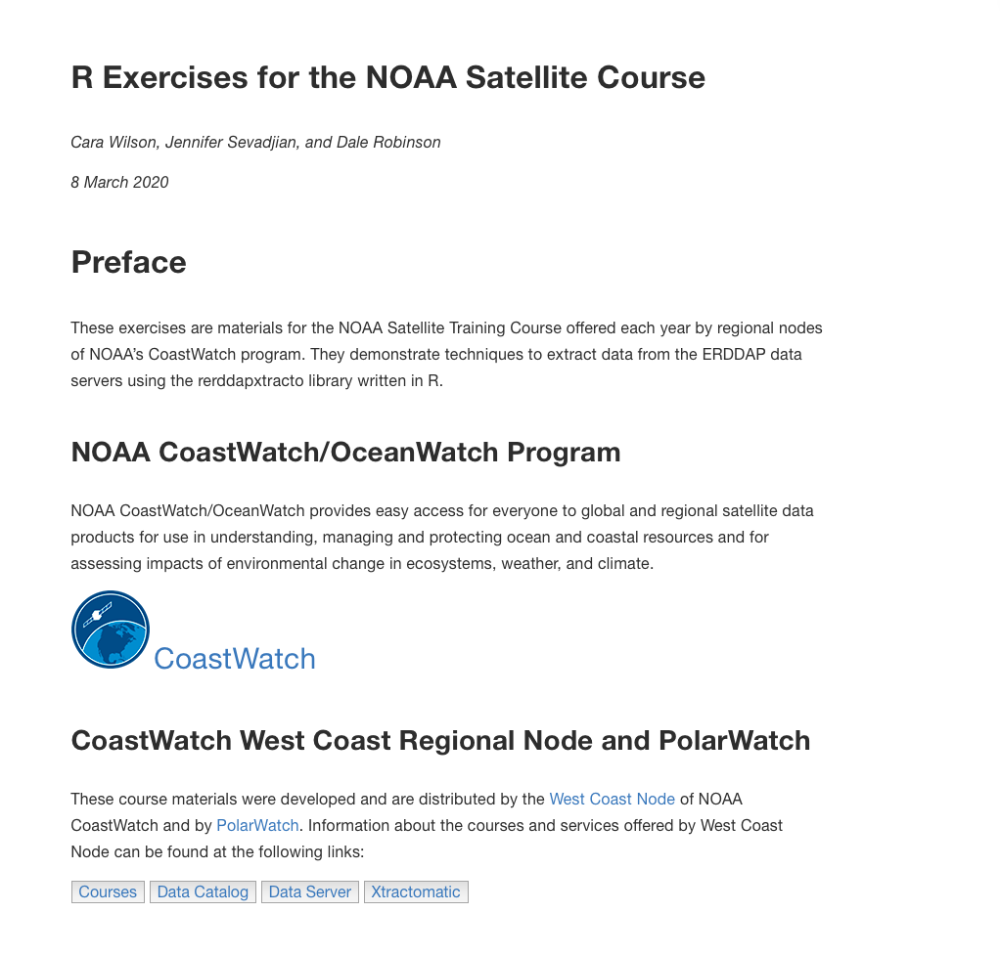 R Exercises for the NOAA Satellite Course
Cara Wilson, Jennifer Sevadjian, and Dale Robinson
8 March 2020
Preface
These exercises are materials for the NOAA Satellite Training Course offered each year by regional nodes
of NOAA’s CoastWatch program. They demonstrate techniques to extract data from the ERDDAP data
servers using the rerddapxtracto library written in R.
NOAA CoastWatch/OceanWatch Program
NOAA CoastWatch/OceanWatch provides easy access for everyone to global and regional satellite data
products for use in understanding, managing and protecting ocean and coastal resources and for
assessing impacts of environmental change in ecosystems, weather, and climate.
CoastWatch
CoastWatch West Coast Regional Node and PolarWatch
These course materials were developed and are distributed by the West Coast Node of NOAA
CoastWatch and by PolarWatch. Information about the courses and services offered by West Coast
Node can be found at the following links:
Courses Data Catalog Data Server Xtractomatic